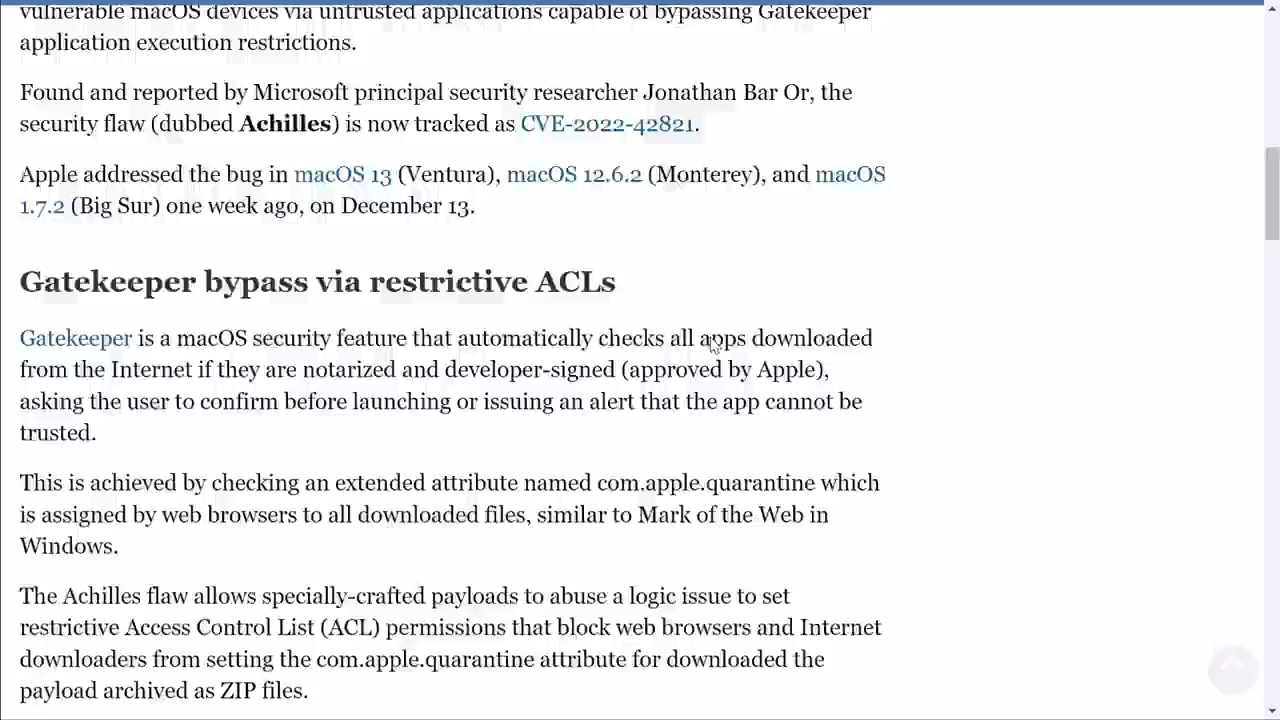 vulnerable macOS devices via untrusted applications capable of bypassing Gatekeeper
application execution restrictions.
Found and reported by Microsoft principal security researcher Jonathan Bar Or, the
security flaw (dubbed Achilles) is now tracked as CVE-2022-42821.
Apple addressed the bug in macOS 13 (Ventura), macOS 12.6.2 (Monterey), and macOS
1.7.2 (Big Sur) one week ago, on December 13.
Gatekeeper bypass via restrictive ACLs
Gatekeeper is a macOS security feature that automatically checks all apps downloaded
from the Internet if they are notarized and developer-signed (approved by Apple),
asking the user to confirm before launching or issuing an alert that the app cannot be
trusted.
This is achieved by checking an extended attribute named com.apple.quarantine which
is assigned by web browsers to all downloaded files, similar to Mark of the Web in
Windows.
The Achilles flaw allows specially-crafted payloads to abuse a logic issue to set
restrictive Access Control List (ACL) permissions that block web browsers and Internet
downloaders from setting the com.apple.quarantine attribute for downloaded the
payload archived as ZIP files.